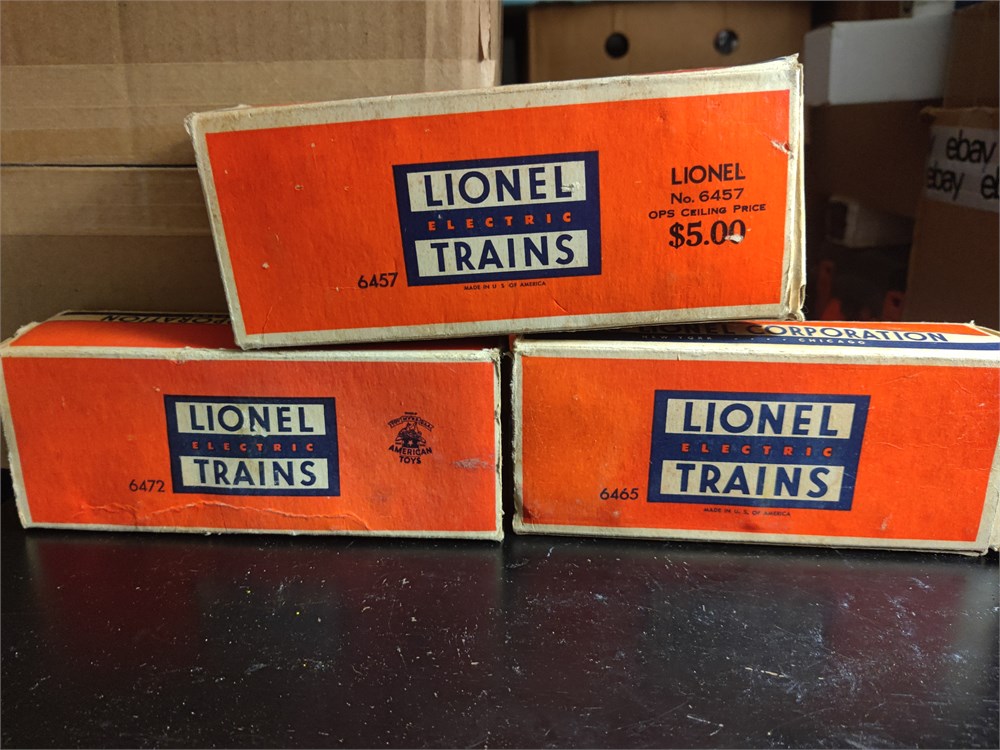 LIONEL
ELECTRIC
TRAINS
6457
MADE IN U. S. OF AMERICA
LIONEL
No. 6457
OPS CEILING PRICE
$5.00
LIONEL
ELECTRIC
TRAINS
6472
AMERICAN
TOYS
LIONEL CORPORATION
CHICAGO
LIONEL
ELECTRIC
TRAINS
6465
MADE IN U. S. OF AMERICA
ebay
ebay